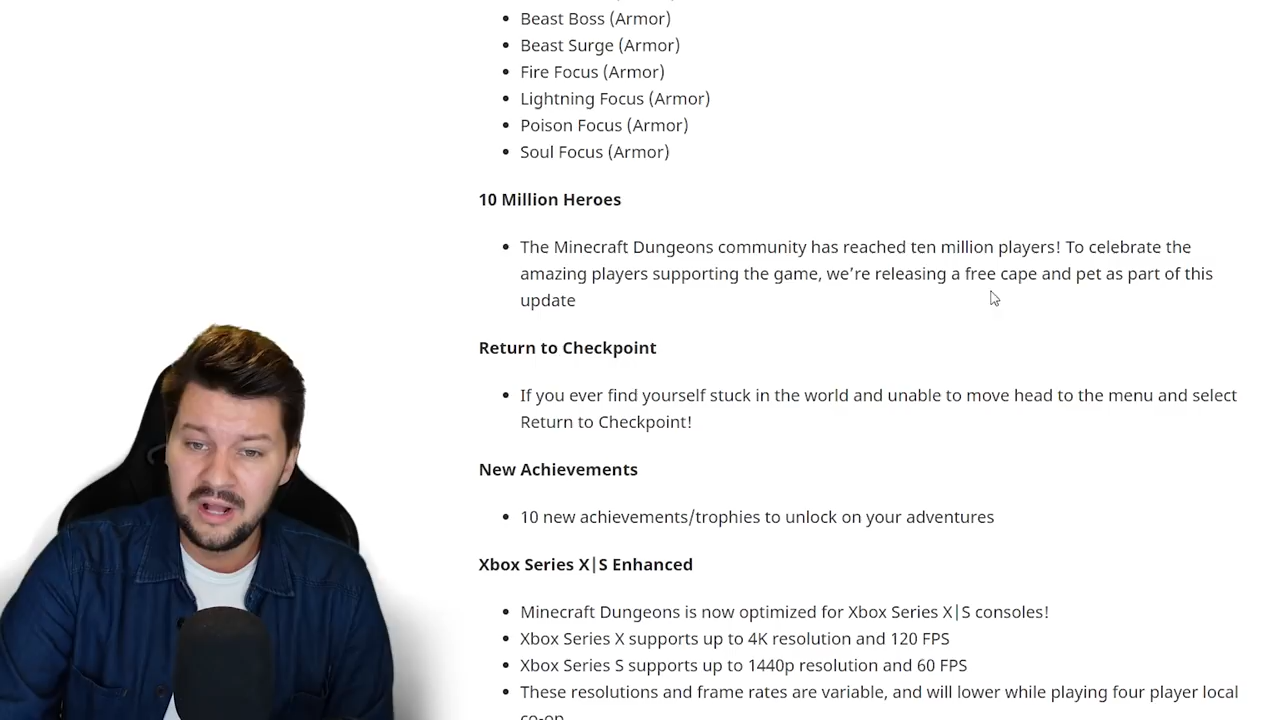 Beast Boss (Armor)
Beast Surge (Armor)
Fire Focus (Armor)
Lightning Focus (Armor)
Poison Focus (Armor)
Soul Focus (Armor)
10 Million Heroes
The Minecraft Dungeons community has reached ten million players! To celebrate the
amazing players supporting the game, we’re releasing a free cape and pet as part of this
update
Return to Checkpoint
If you ever find yourself stuck in the world and unable to move head to the menu and select
Return to Checkpoint!
New Achievements
10 new achievements/trophies to unlock on your adventures
Xbox Series X|S Enhanced
Minecraft Dungeons is now optimized for Xbox Series X|S consoles!
Xbox Series X supports up to 4K resolution and 120 FPS
Xbox Series S supports up to 1440p resolution and 60 FPS
These resolutions and frame rates are variable, and will lower while playing four player local
co-op